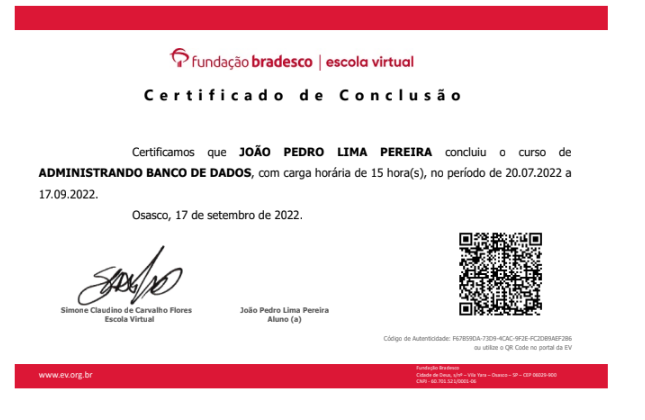 fundação bradesco | escola virtual
Certificado de Conclusão
Certificamos que JOÃO PEDRO LIMA PEREIRA concluiu o curso de
ADMINISTRANDO BANCO DE DADOS, com carga horária de 15 hora(s), no período de 20.07.2022 a
17.09.2022.
Osasco, 17 de setembro de 2022.
Simone Claudino de Carvalho Flores
Escola Virtual
João Pedro Lima Pereira
Aluno (a)
Código de Autenticidade: F67B59DA-73D9-4CAC-9F2E-FC2DB9AEF2B6
ou utilize o QR Code no portal da EV
www.ev.org.br
Fundação Bradesco
Cidade de Deus, s/nº – Vila Yara – Osasco – SP – CEP 06029-900
CNPJ - 60.701.521/0001-06